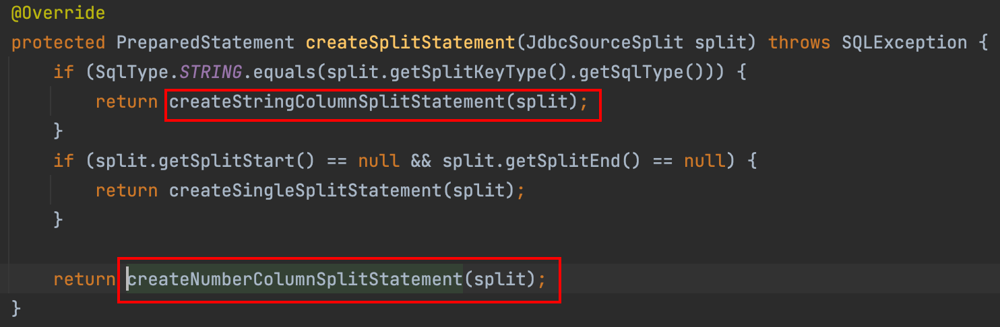 @Override
protected PreparedStatement createSplitStatement(JdbcSourceSplit split) throws SQLException {
if (SqlType.STRING.equals(split.getSplitKeyType().getSqlType())) {
return createStringColumnSplitStatement(split);
}
if (split.getSplitStart() == null && split.getSplitEnd() == null) {
return createSingleSplitStatement(split);
}
return createNumberColumnSplitStatement(split);
}